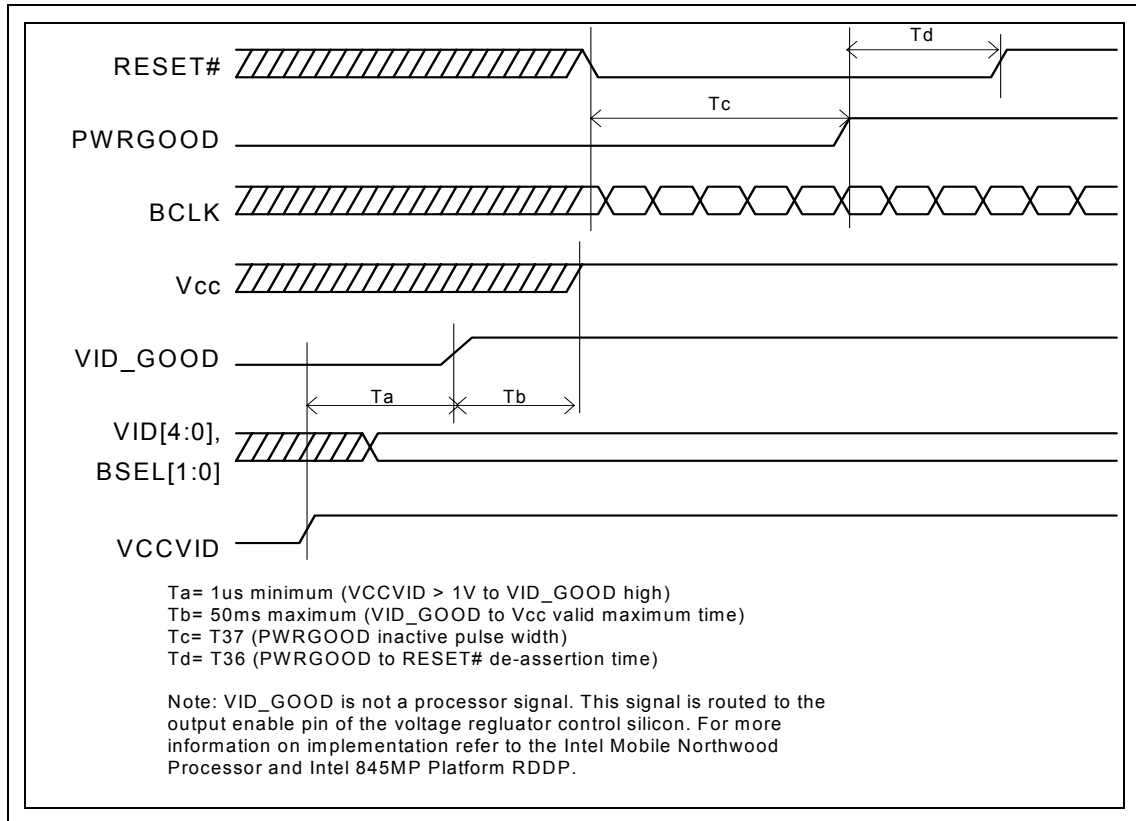 Td
RESET#
Tc
PWRGOOD
BCLK
Vcc
VID_GOOD
Ta
Tb
VID[4:0],
BSEL[1:0]
VCCVID
Ta= 1us minimum (VCCVID > 1V to VID_GOOD high)
Tb= 50ms maximum (VID_GOOD to Vcc valid maximum time)
Tc= T37 (PWRGOOD inactive pulse width)
Td= T36 (PWRGOOD to RESET# de-assertion time)
Note: VID_GOOD is not a processor signal. This signal is routed to the
output enable pin of the voltage regluator control silicon. For more
information on implementation refer to the Intel Mobile Northwood
Processor and Intel 845MP Platform RDDP.